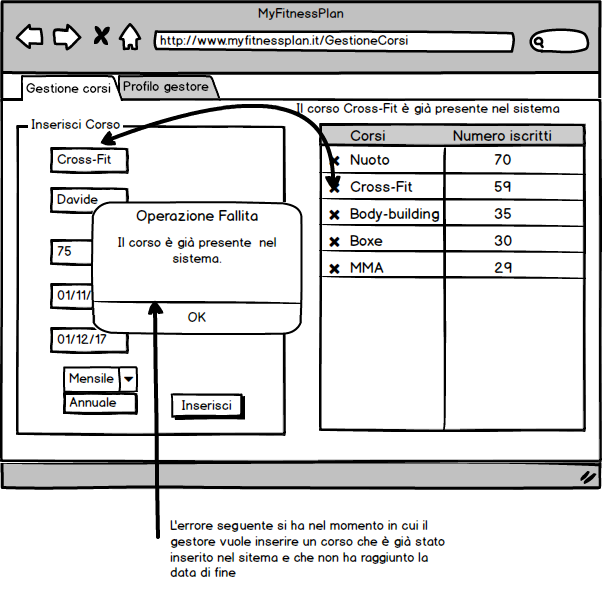 MyFitnessPlan
http://www.myfitnessplan.it/GestioneCorsi
Gestione corsi
Profilo gestore
Il corso Cross-Fit è già presente nel sistema
Inserisci Corso
Cross-Fit
Davide
75
01/11/
01/12/17
Mensile
Annuale
Inserisci
Operazione Fallita
Il corso è già presente nel
sistema.
OK
Corsi Numero iscritti
Nuoto 70
Cross-Fit 59
Body-building 35
Boxe 30
MMA 29
L'errore seguente si ha nel momento in cui il
gestore vuole inserire un corso che è già stato
inserito nel sitema e che non ha raggiunto la
data di fine